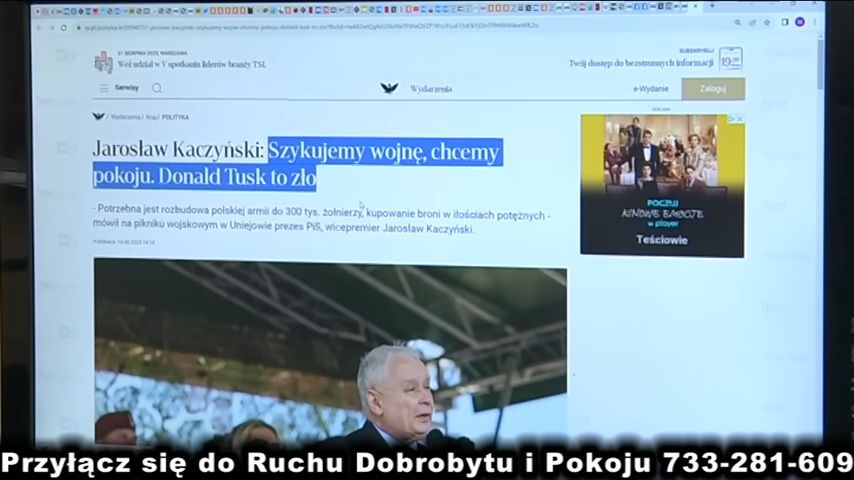 21 SIERPNIA 2023, WARSZAWA
Weź udział w V spotkaniu liderów branży TSL
SUBSKRYBUJ
Twój dostęp do bezstronnych informacji
Serwisy
Wydarzenia
e-Wydanie
Zaloguj
/ Wydarzenia / Kraj / POLITYKA
Jarosław Kaczyński: Szykujemy wojnę, chcemy
pokoju. Donald Tusk to zło
- Potrzebna jest rozbudowa polskiej armii do 300 tys. żołnierzy, kupowanie broni w ilościach potężnych -
mówił na pikniku wojskowym w Uniejowie prezes PiS, wicepremier Jarosław Kaczyński.
REKLAMA
POCZUJ
KINOWE EMOCJE
w player
Teściowie
Przyłącz się do Ruchu Dobrobytu i Pokoju 733-281-609